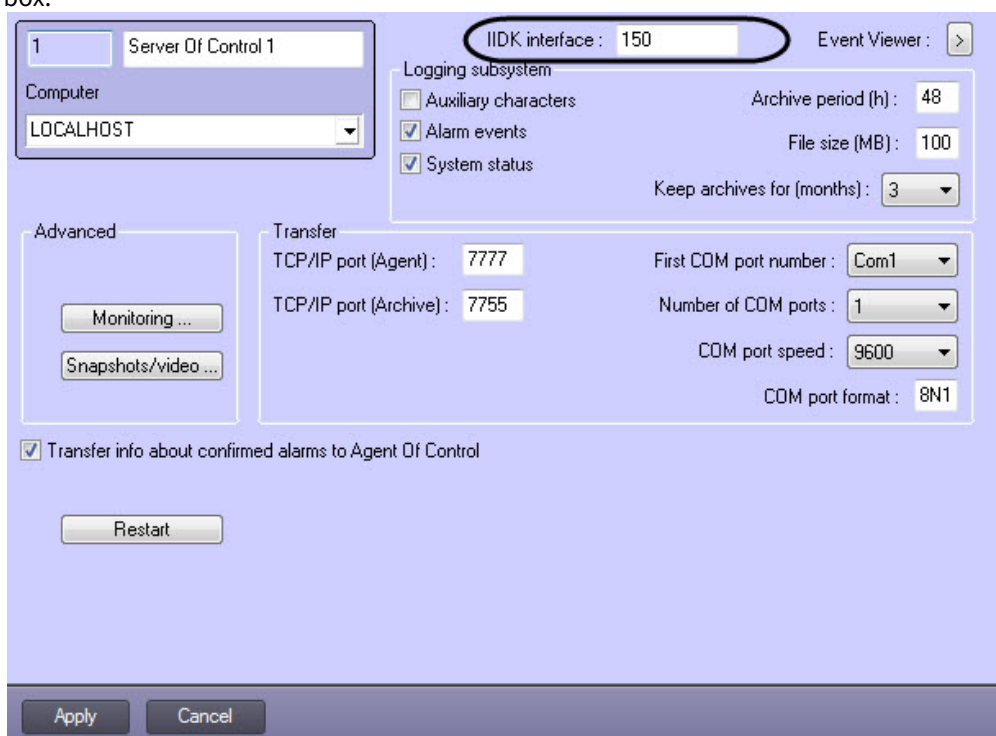 box.
1 Server Of Control 1
Computer
LOCALHOST
IIDK interface : 150
Event Viewer : >
Logging subsystem
Auxiliary characters
Alarm events
System status
Archive period (h) : 48
File size (MB) : 100
Keep archives for (months) : 3
Advanced
Monitoring ...
Snapshots/video ...
Transfer
TCP/IP port (Agent) : 7777
TCP/IP port (Archive) : 7755
First COM port number : Com1
Number of COM ports : 1
COM port speed : 9600
COM port format : 8N1
Transfer info about confirmed alarms to Agent Of Control
Restart
Apply Cancel